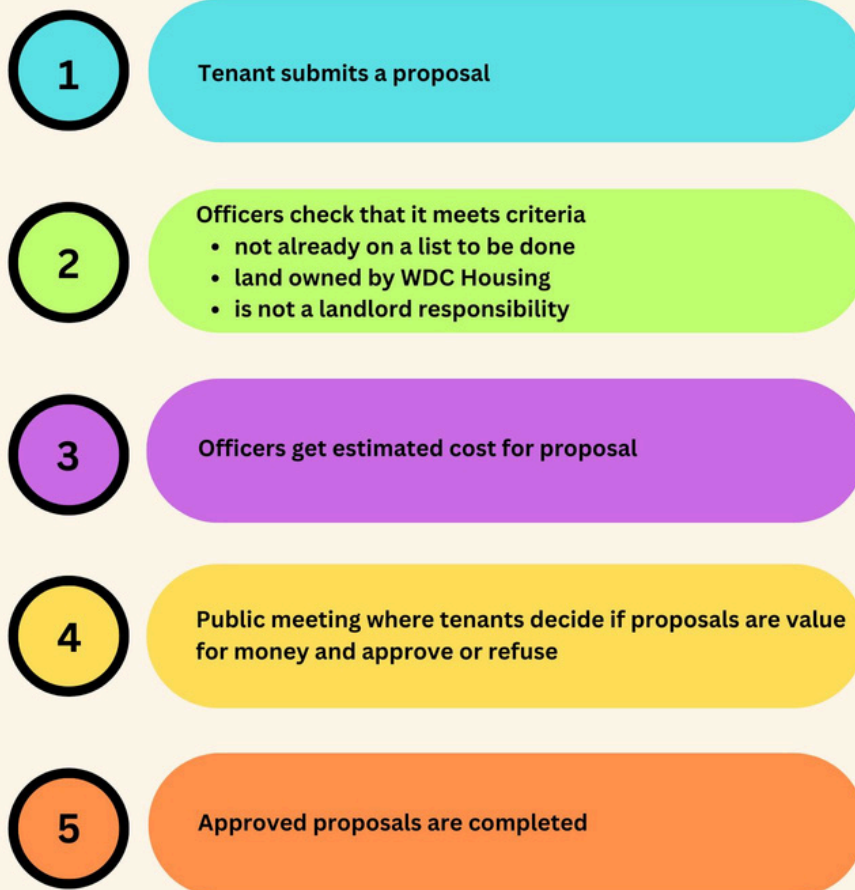 1
Tenant submits a proposal
2
Officers check that it meets criteria
• not already on a list to be done
• land owned by WDC Housing
• is not a landlord responsibility
3
Officers get estimated cost for proposal
4
Public meeting where tenants decide if proposals are value
for money and approve or refuse
5
Approved proposals are completed